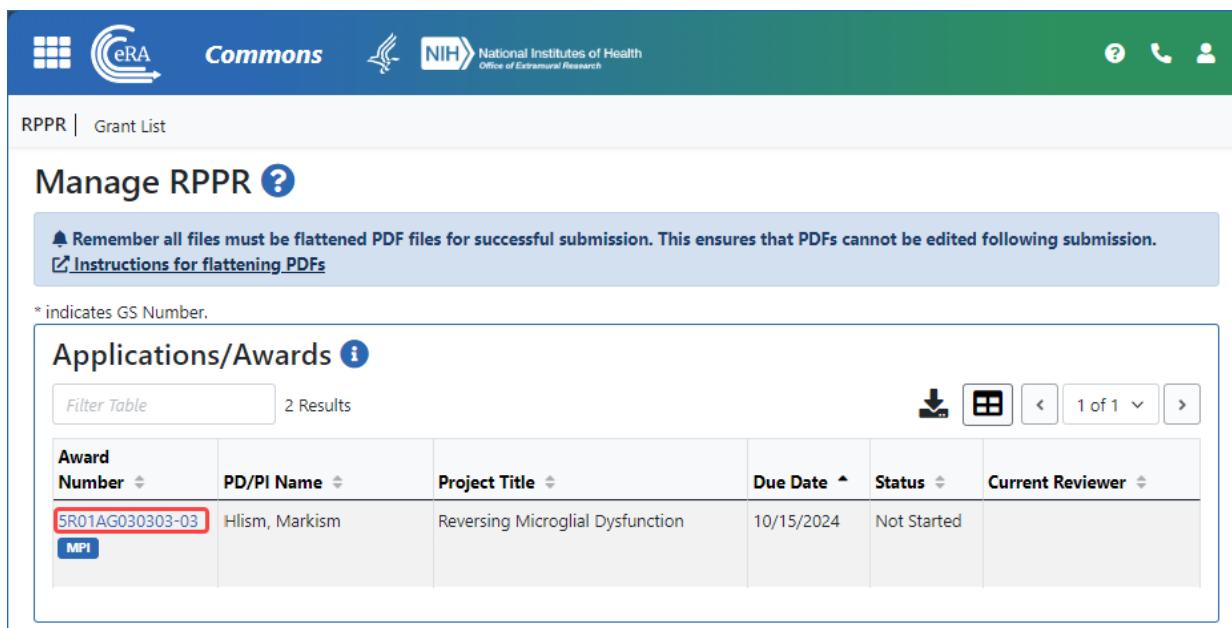 eRA Commons NIH National Institutes of Health
Office of Extramural Research
RPPR | Grant List
Manage RPPR ?
Remember all files must be flattened PDF files for successful submission. This ensures that PDFs cannot be edited following submission.
Instructions for flattening PDFs
* indicates GS Number.
Applications/Awards i
Filter Table 2 Results 1 of 1
Award Number PD/PI Name Project Title Due Date Status Current Reviewer
5R01AG030303-03 Hlism, Markism Reversing Microglial Dysfunction 10/15/2024 Not Started
MPI